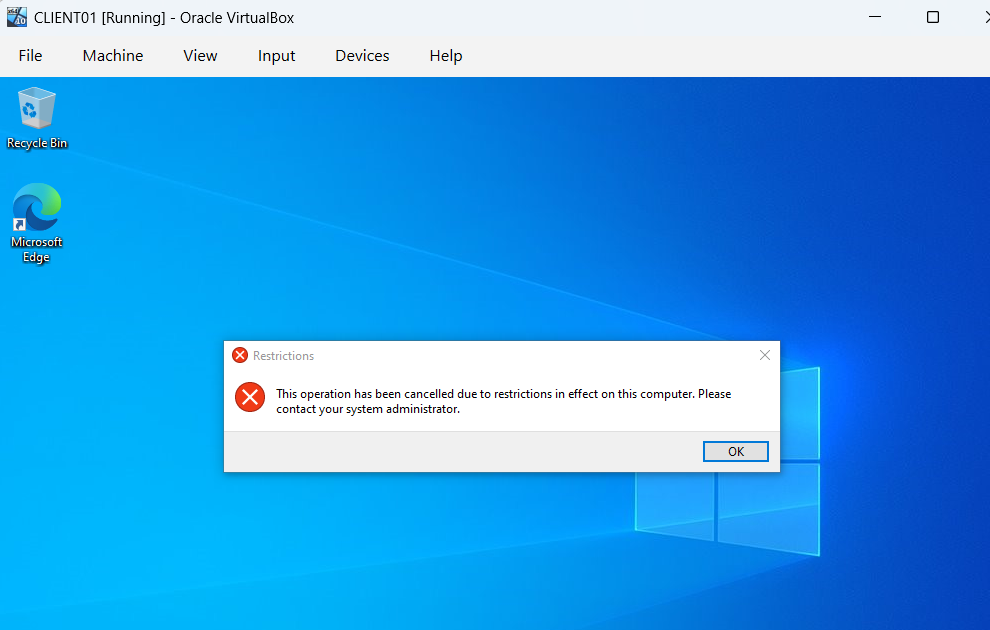 CLIENT01 [Running] - Oracle VirtualBox
File Machine View Input Devices Help
Recycle Bin
Microsoft
Edge
Restrictions
This operation has been cancelled due to restrictions in effect on this computer. Please
contact your system administrator.
OK